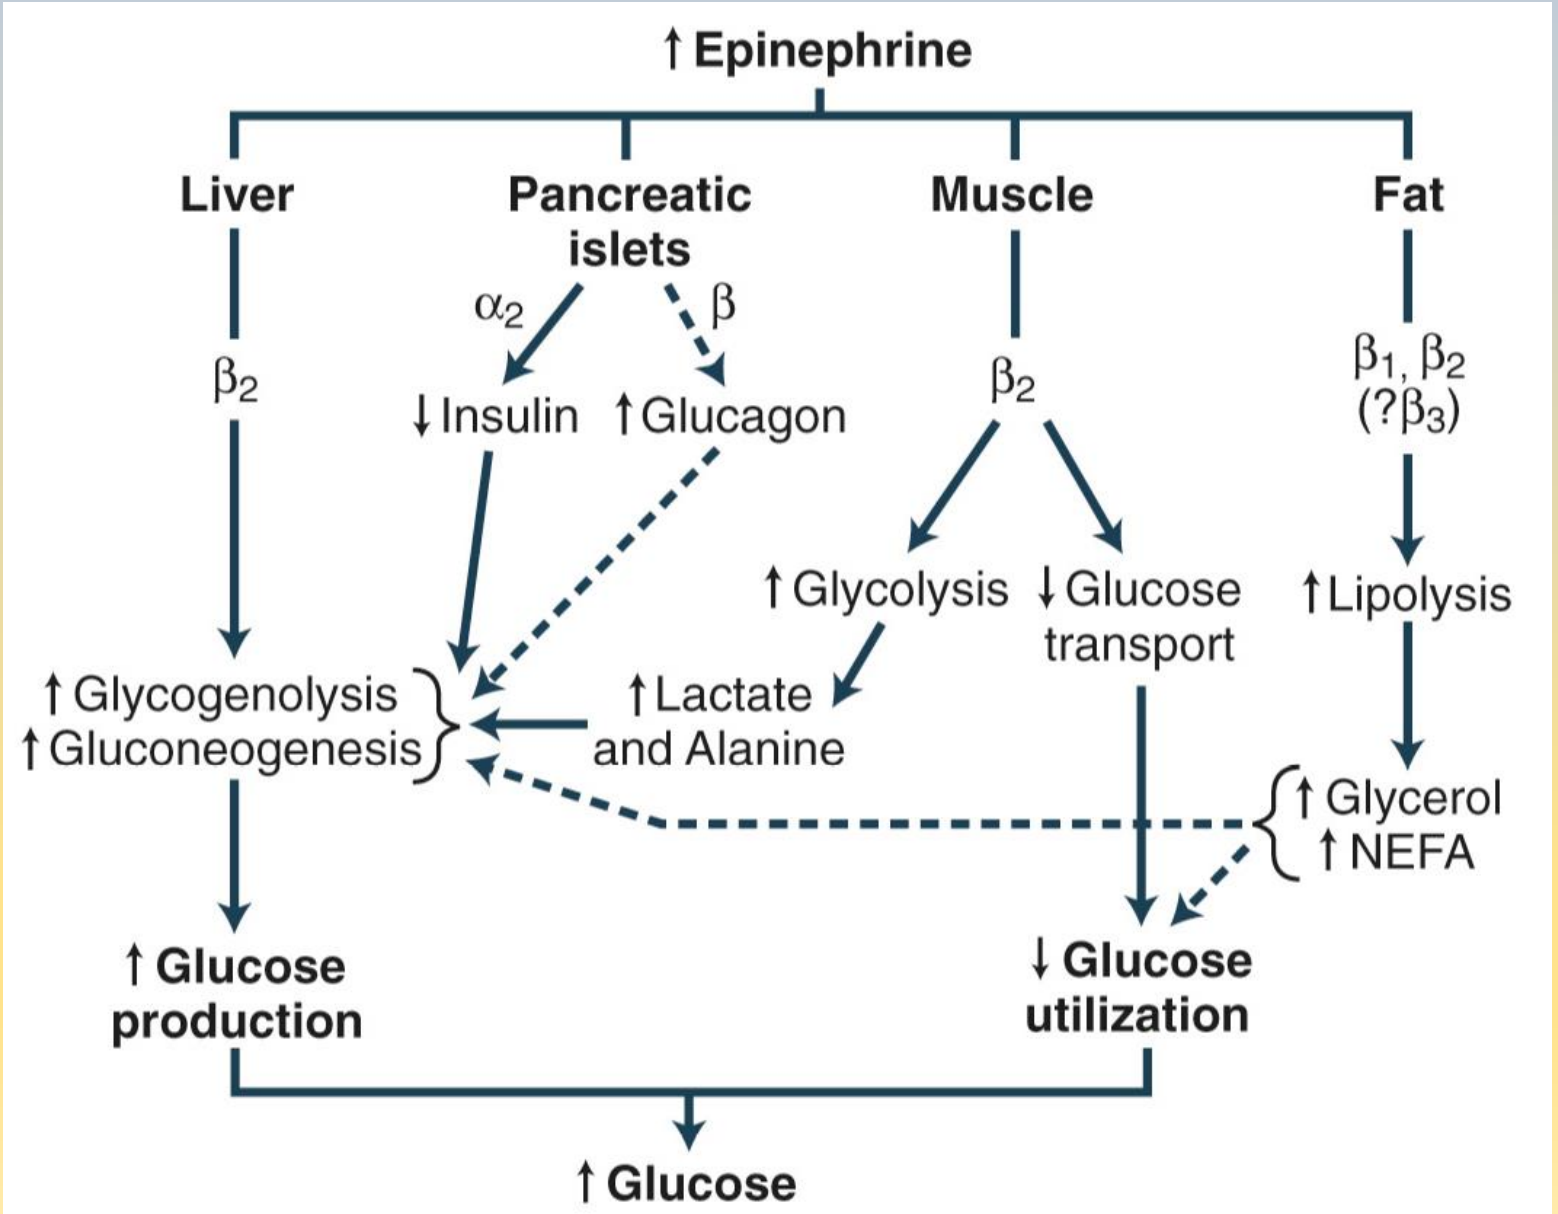 ↑ Epinephrine
Liver
Pancreatic
islets
Muscle
Fat
α2
β
β2
↓ Insulin
↑ Glucagon
β2
β1, β2
(?β3)
↑ Glycolysis
↓ Glucose
transport
↑ Lipolysis
↑ Glycogenolysis
↑ Gluconeogenesis
↑ Lactate
and Alanine
↑ Glycerol
↑ NEFA
↑ Glucose
production
↓ Glucose
utilization
↑ Glucose